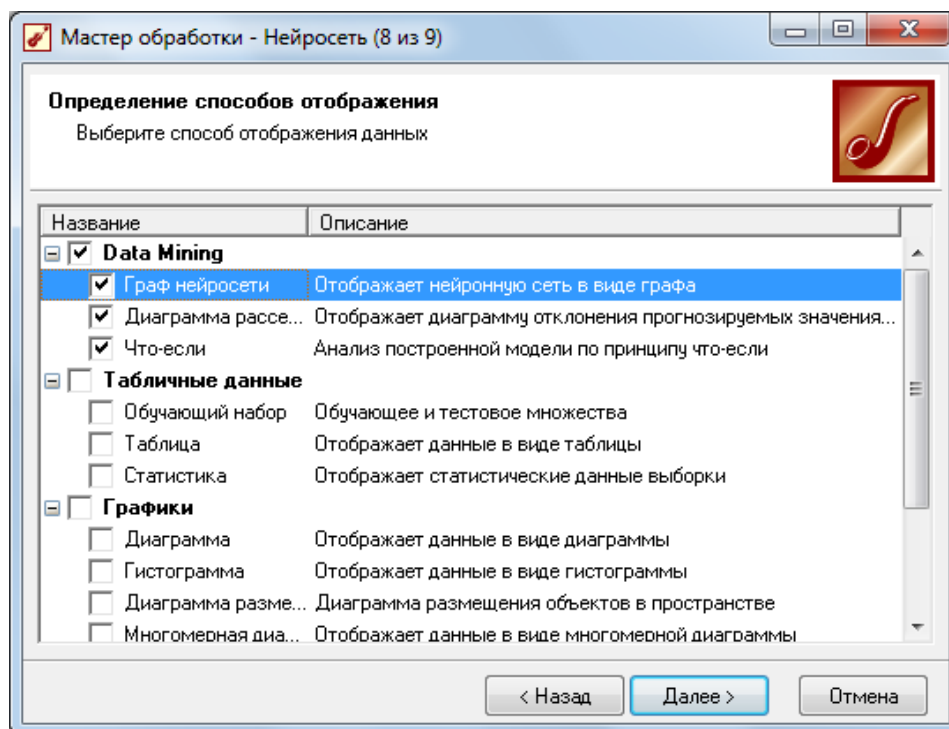 Мастер обработки - Нейросеть (8 из 9)
Определение способов отображения
Выберите способ отображения данных
Название Описание
Data Mining
Граф нейросети Отображает нейронную сеть в виде графа
Диаграмма рассе... Отображает диаграмму отклонения прогнозируемых значения...
Что-если Анализ построенной модели по принципу что-если
Табличные данные
Обучающий набор Обучающее и тестовое множества
Таблица Отображает данные в виде таблицы
Статистика Отображает статистические данные выборки
Графики
Диаграмма Отображает данные в виде диаграммы
Гистограмма Отображает данные в виде гистограммы
Диаграмма разме... Диаграмма размещения объектов в пространстве
Многомерная диа... Отображает данные в виде многомерной диаграммы
< Назад Далее > Отмена